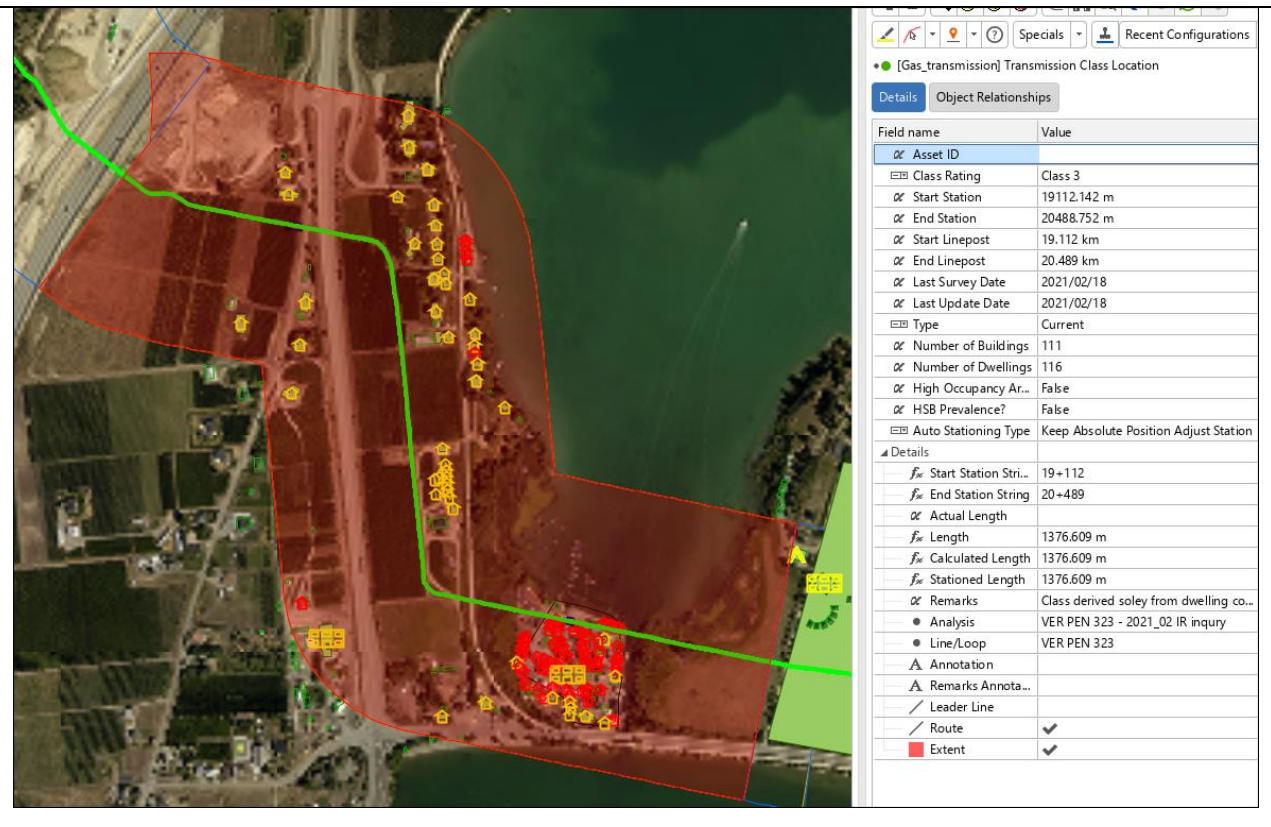 Specials
Recent Configurations
[Gas_transmission] Transmission Class Location
Details
Object Relationships
Field name Value
Asset ID
Class Rating Class 3
Start Station 19112.142 m
End Station 20488.752 m
Start Linepost 19.112 km
End Linepost 20.489 km
Last Survey Date 2021/02/18
Last Update Date 2021/02/18
Type Current
Number of Buildings 111
Number of Dwellings 116
High Occupancy Ar... False
HSB Prevalence? False
Auto Stationing Type Keep Absolute Position Adjust Station
Details
Start Station Stri... 19+112
End Station String 20+489
Actual Length
Length 1376.609 m
Calculated Length 1376.609 m
Stationed Length 1376.609 m
Remarks Class derived soley from dwelling co...
Analysis VER PEN 323 - 2021_02 IR inqury
Line/Loop VER PEN 323
Annotation
Remarks Annota...
Leader Line
Route
Extent